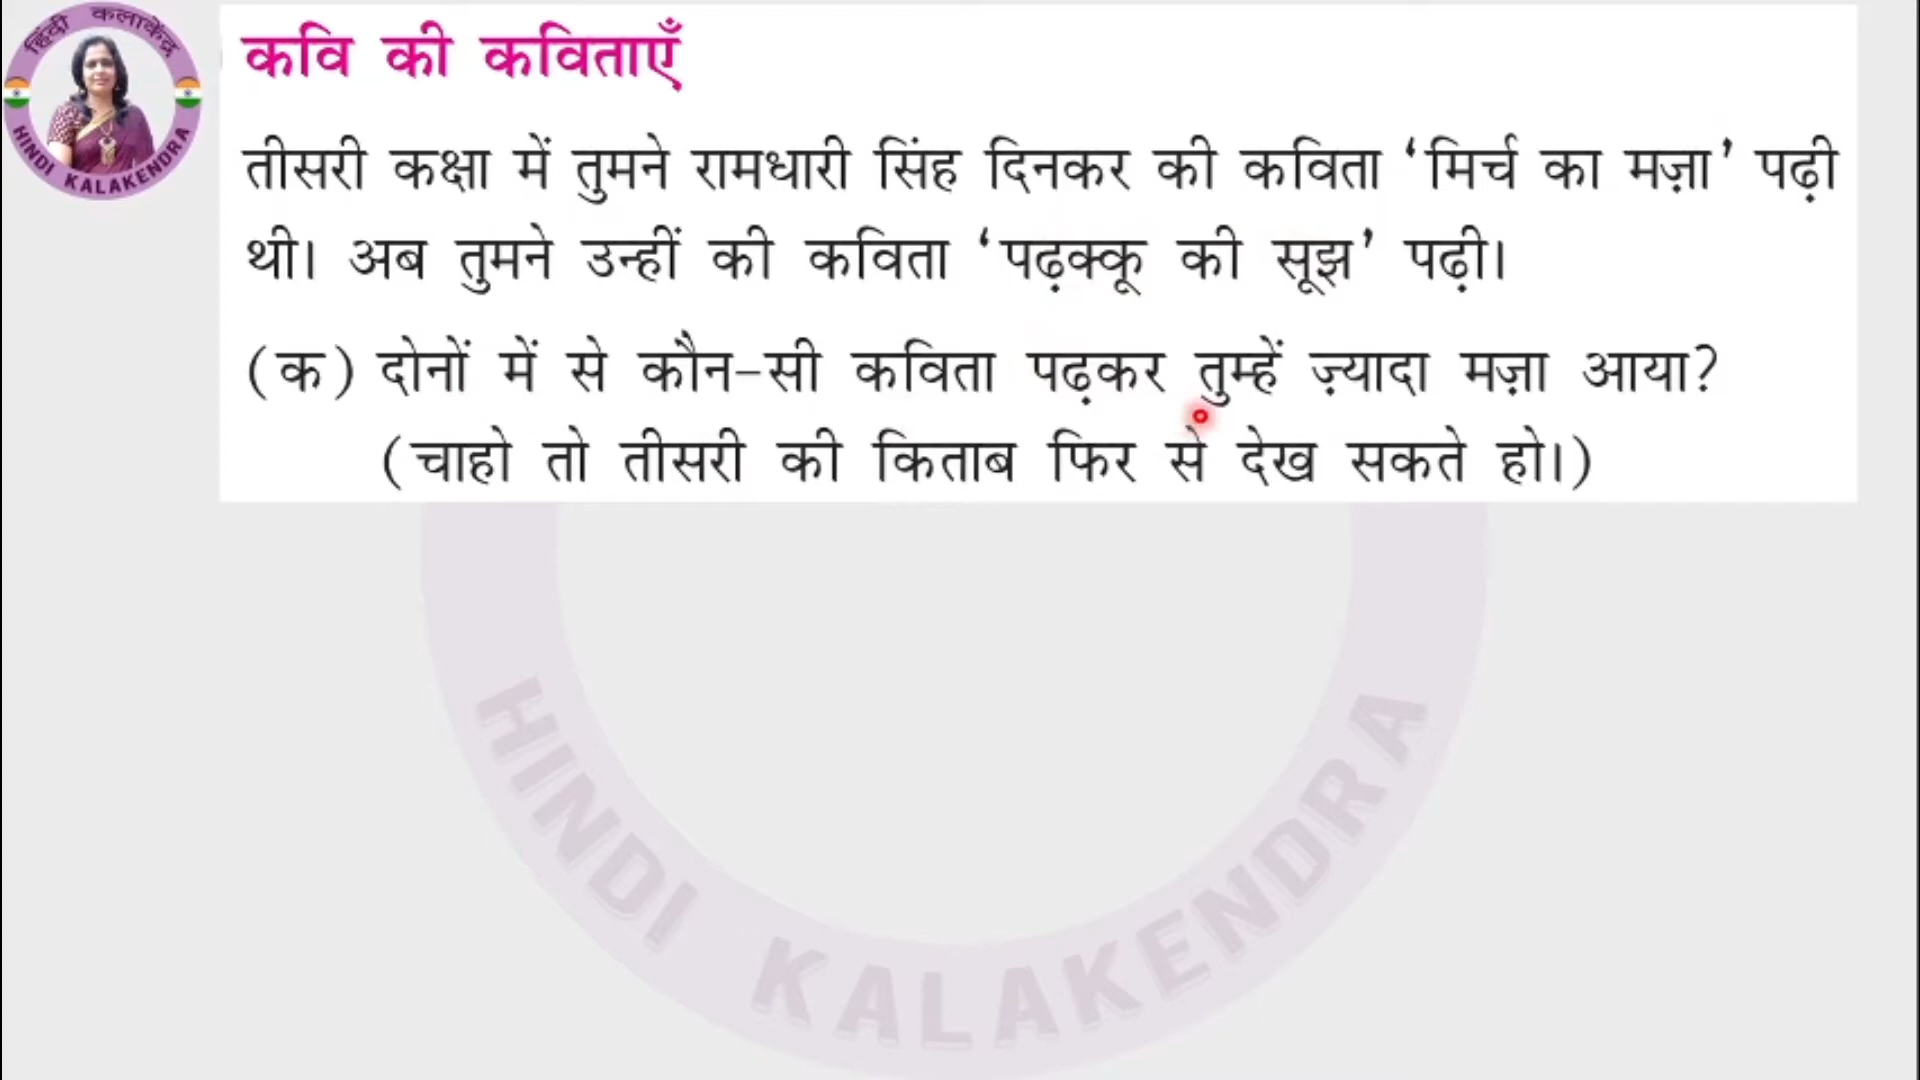 हिंदी कलाकेंद्र
HINDI KALAKENDRA
कवि की कविताएँ
तीसरी कक्षा में तुमने रामधारी सिंह दिनकर की कविता ‘मिर्च का मज़ा’ पढ़ी
थी। अब तुमने उन्हीं की कविता ‘पढ़क्कू की सूझ’ पढ़ी।
(क) दोनों में से कौन-सी कविता पढ़कर तुम्हें ज़्यादा मज़ा आया?
(चाहो तो तीसरी की किताब फिर से देख सकते हो।)
HINDI KALAKENDRA